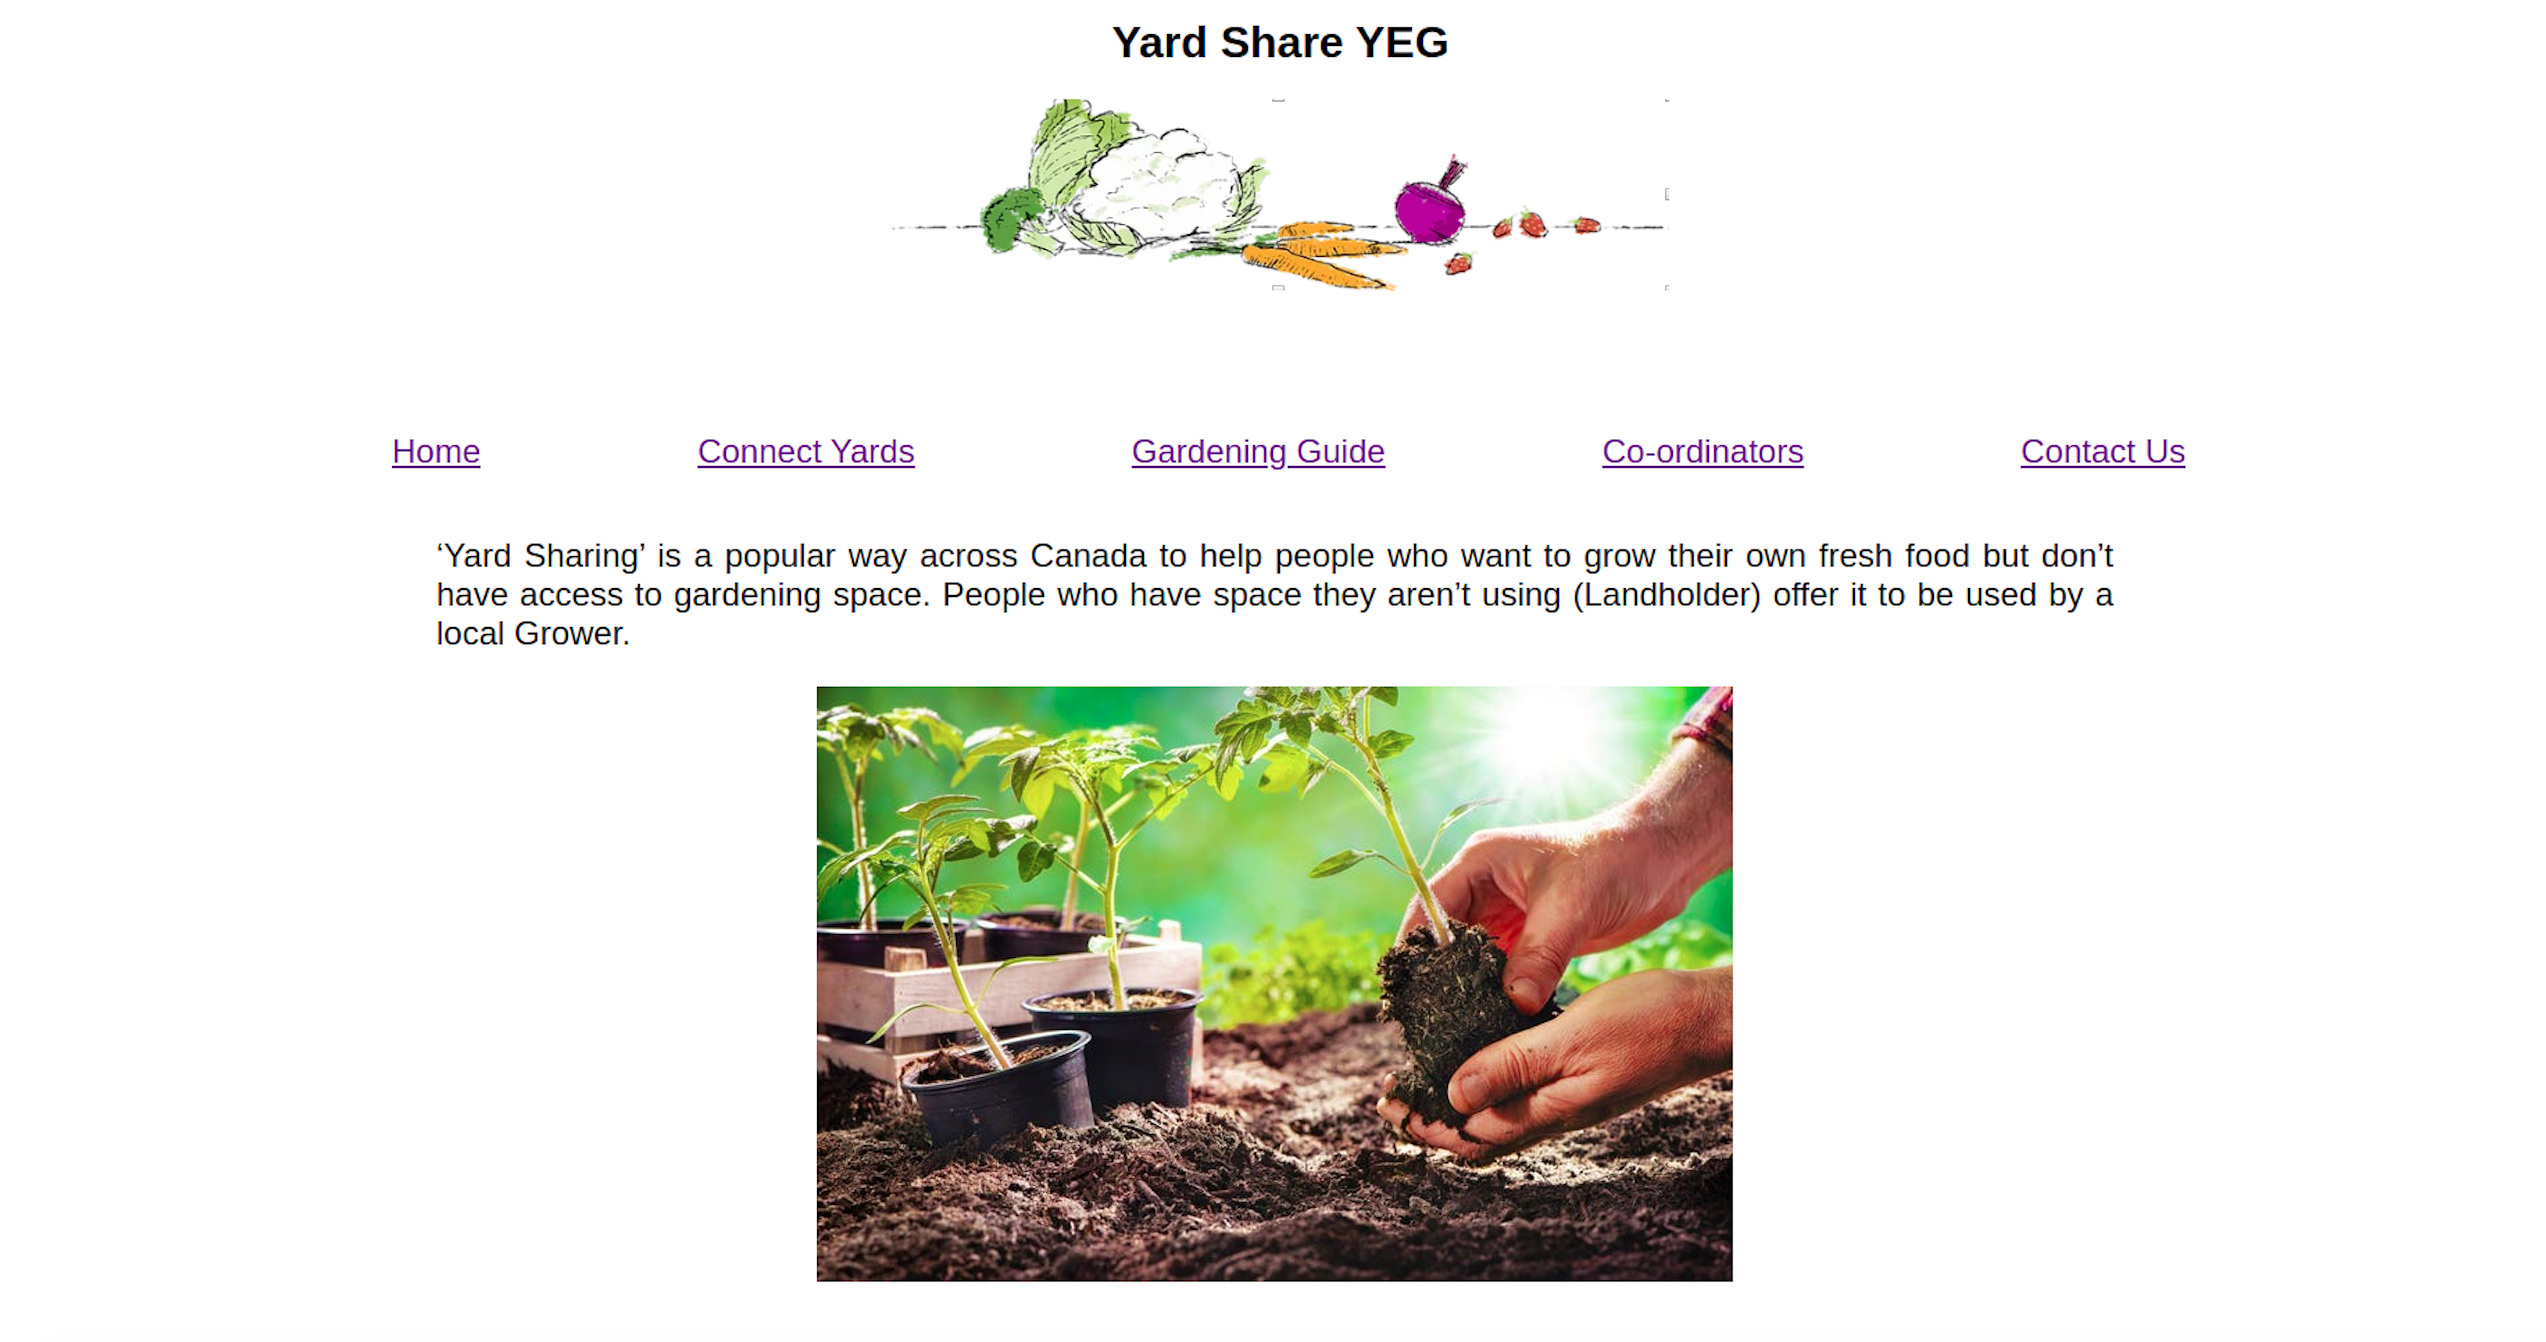 Yard Share YEG
Home Connect Yards Gardening Guide Co-ordinators Contact Us
‘Yard Sharing’ is a popular way across Canada to help people who want to grow their own fresh food but don’t
have access to gardening space. People who have space they aren’t using (Landholder) offer it to be used by a
local Grower.